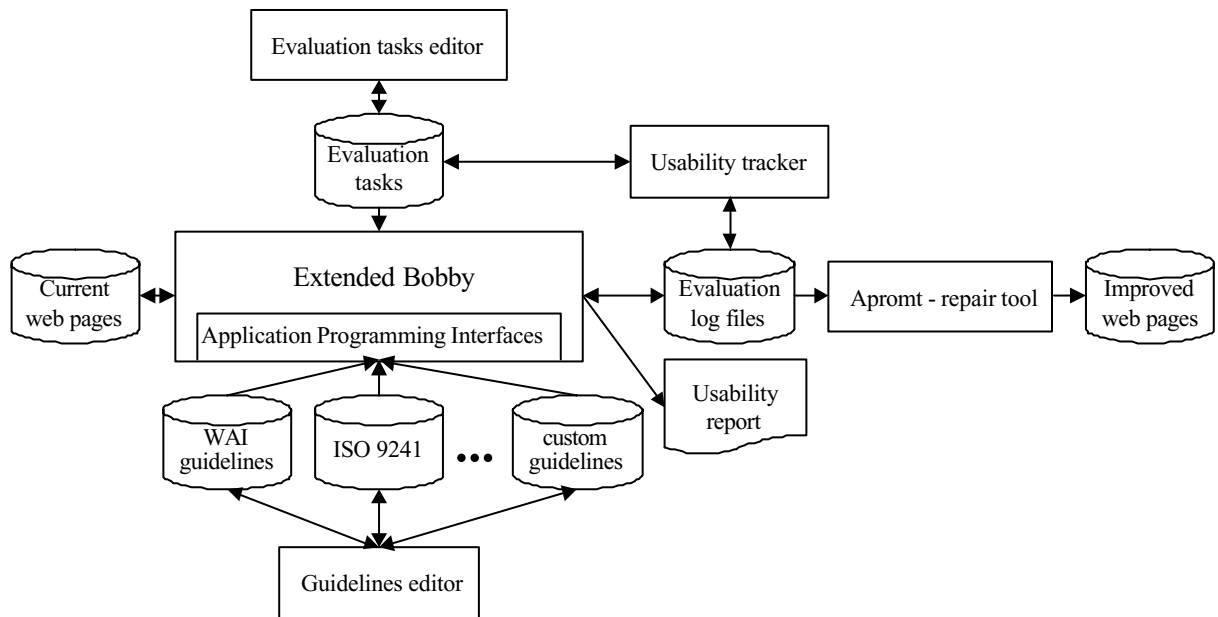 Evaluation tasks editor
Evaluation
tasks
Usability tracker
Current
web pages
Extended Bobby
Application Programming Interfaces
Evaluation
log files
Apromt - repair tool
Improved
web pages
Usability
report
WAI
guidelines
ISO 9241
•••
custom
guidelines
Guidelines editor